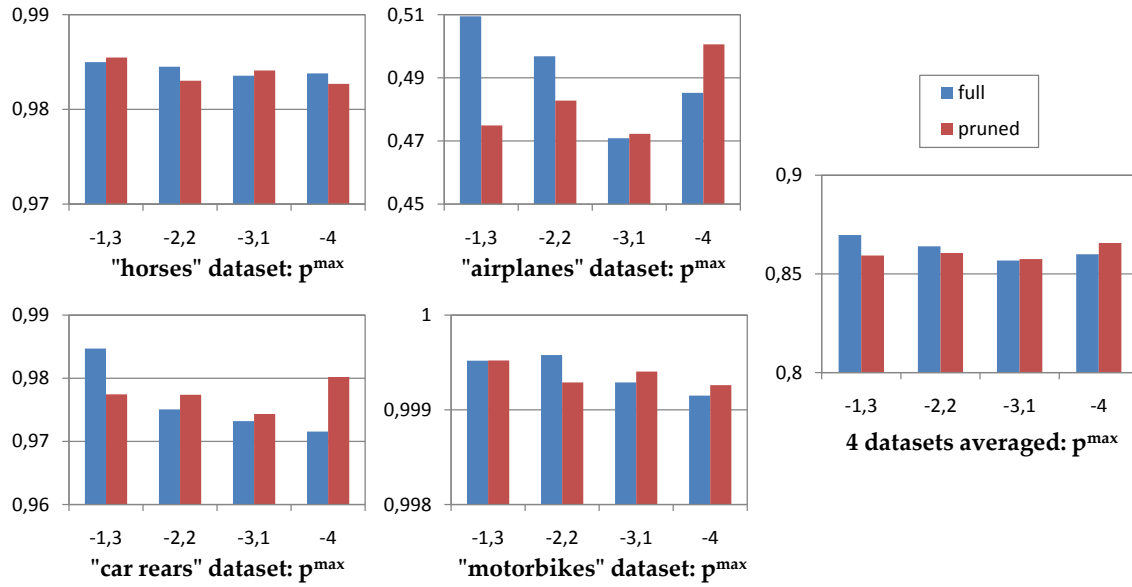 0,99
0,98
0,97
-1,3 -2,2 -3,1 -4
"horses" dataset: pmax
0,51
0,49
0,47
0,45
-1,3 -2,2 -3,1 -4
"airplanes" dataset: pmax
full
pruned
0,9
0,85
0,8
-1,3 -2,2 -3,1 -4
4 datasets averaged: pmax
0,99
0,98
0,97
0,96
-1,3 -2,2 -3,1 -4
"car rears" dataset: pmax
1
0,999
0,998
-1,3 -2,2 -3,1 -4
"motorbikes" dataset: pmax